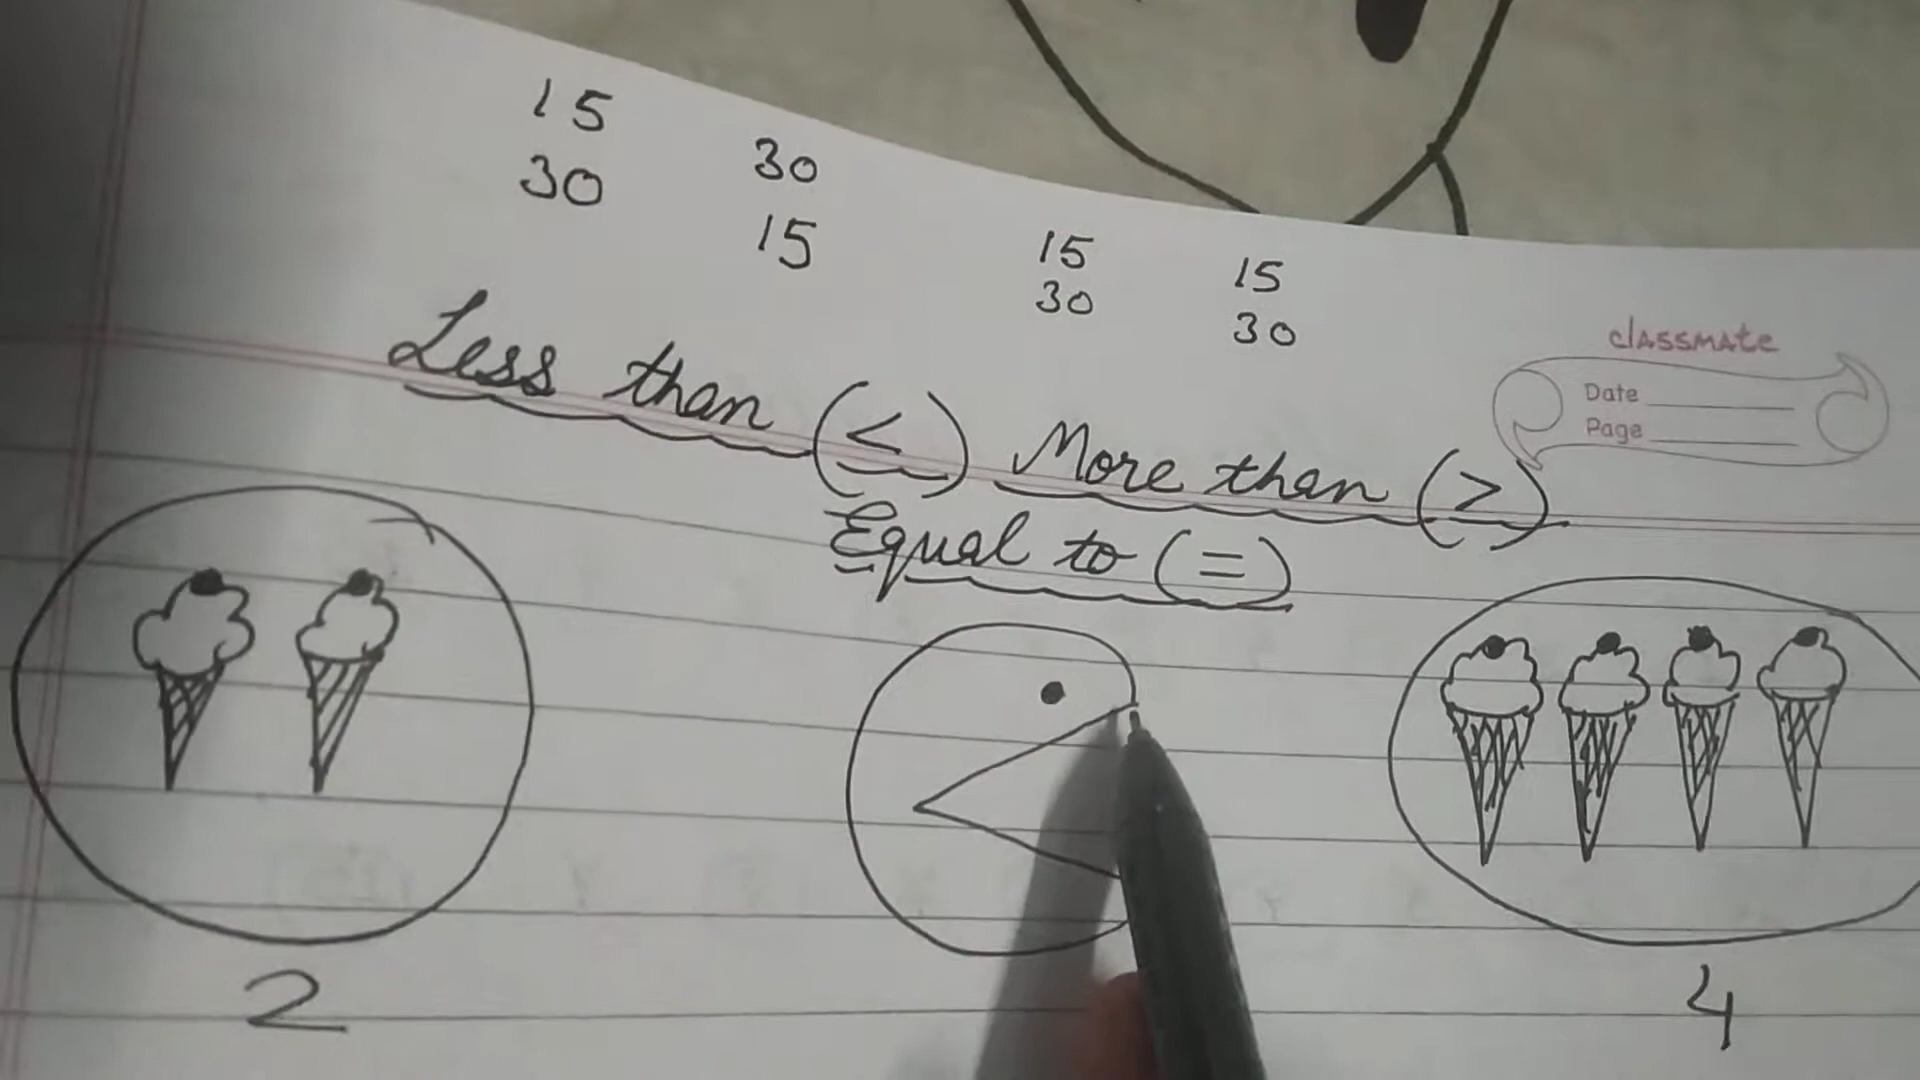 15 30
30 15
15 15
30 30
classmate
Date
Page
Less than (<) More than (>)
Equal to (=)
2 4